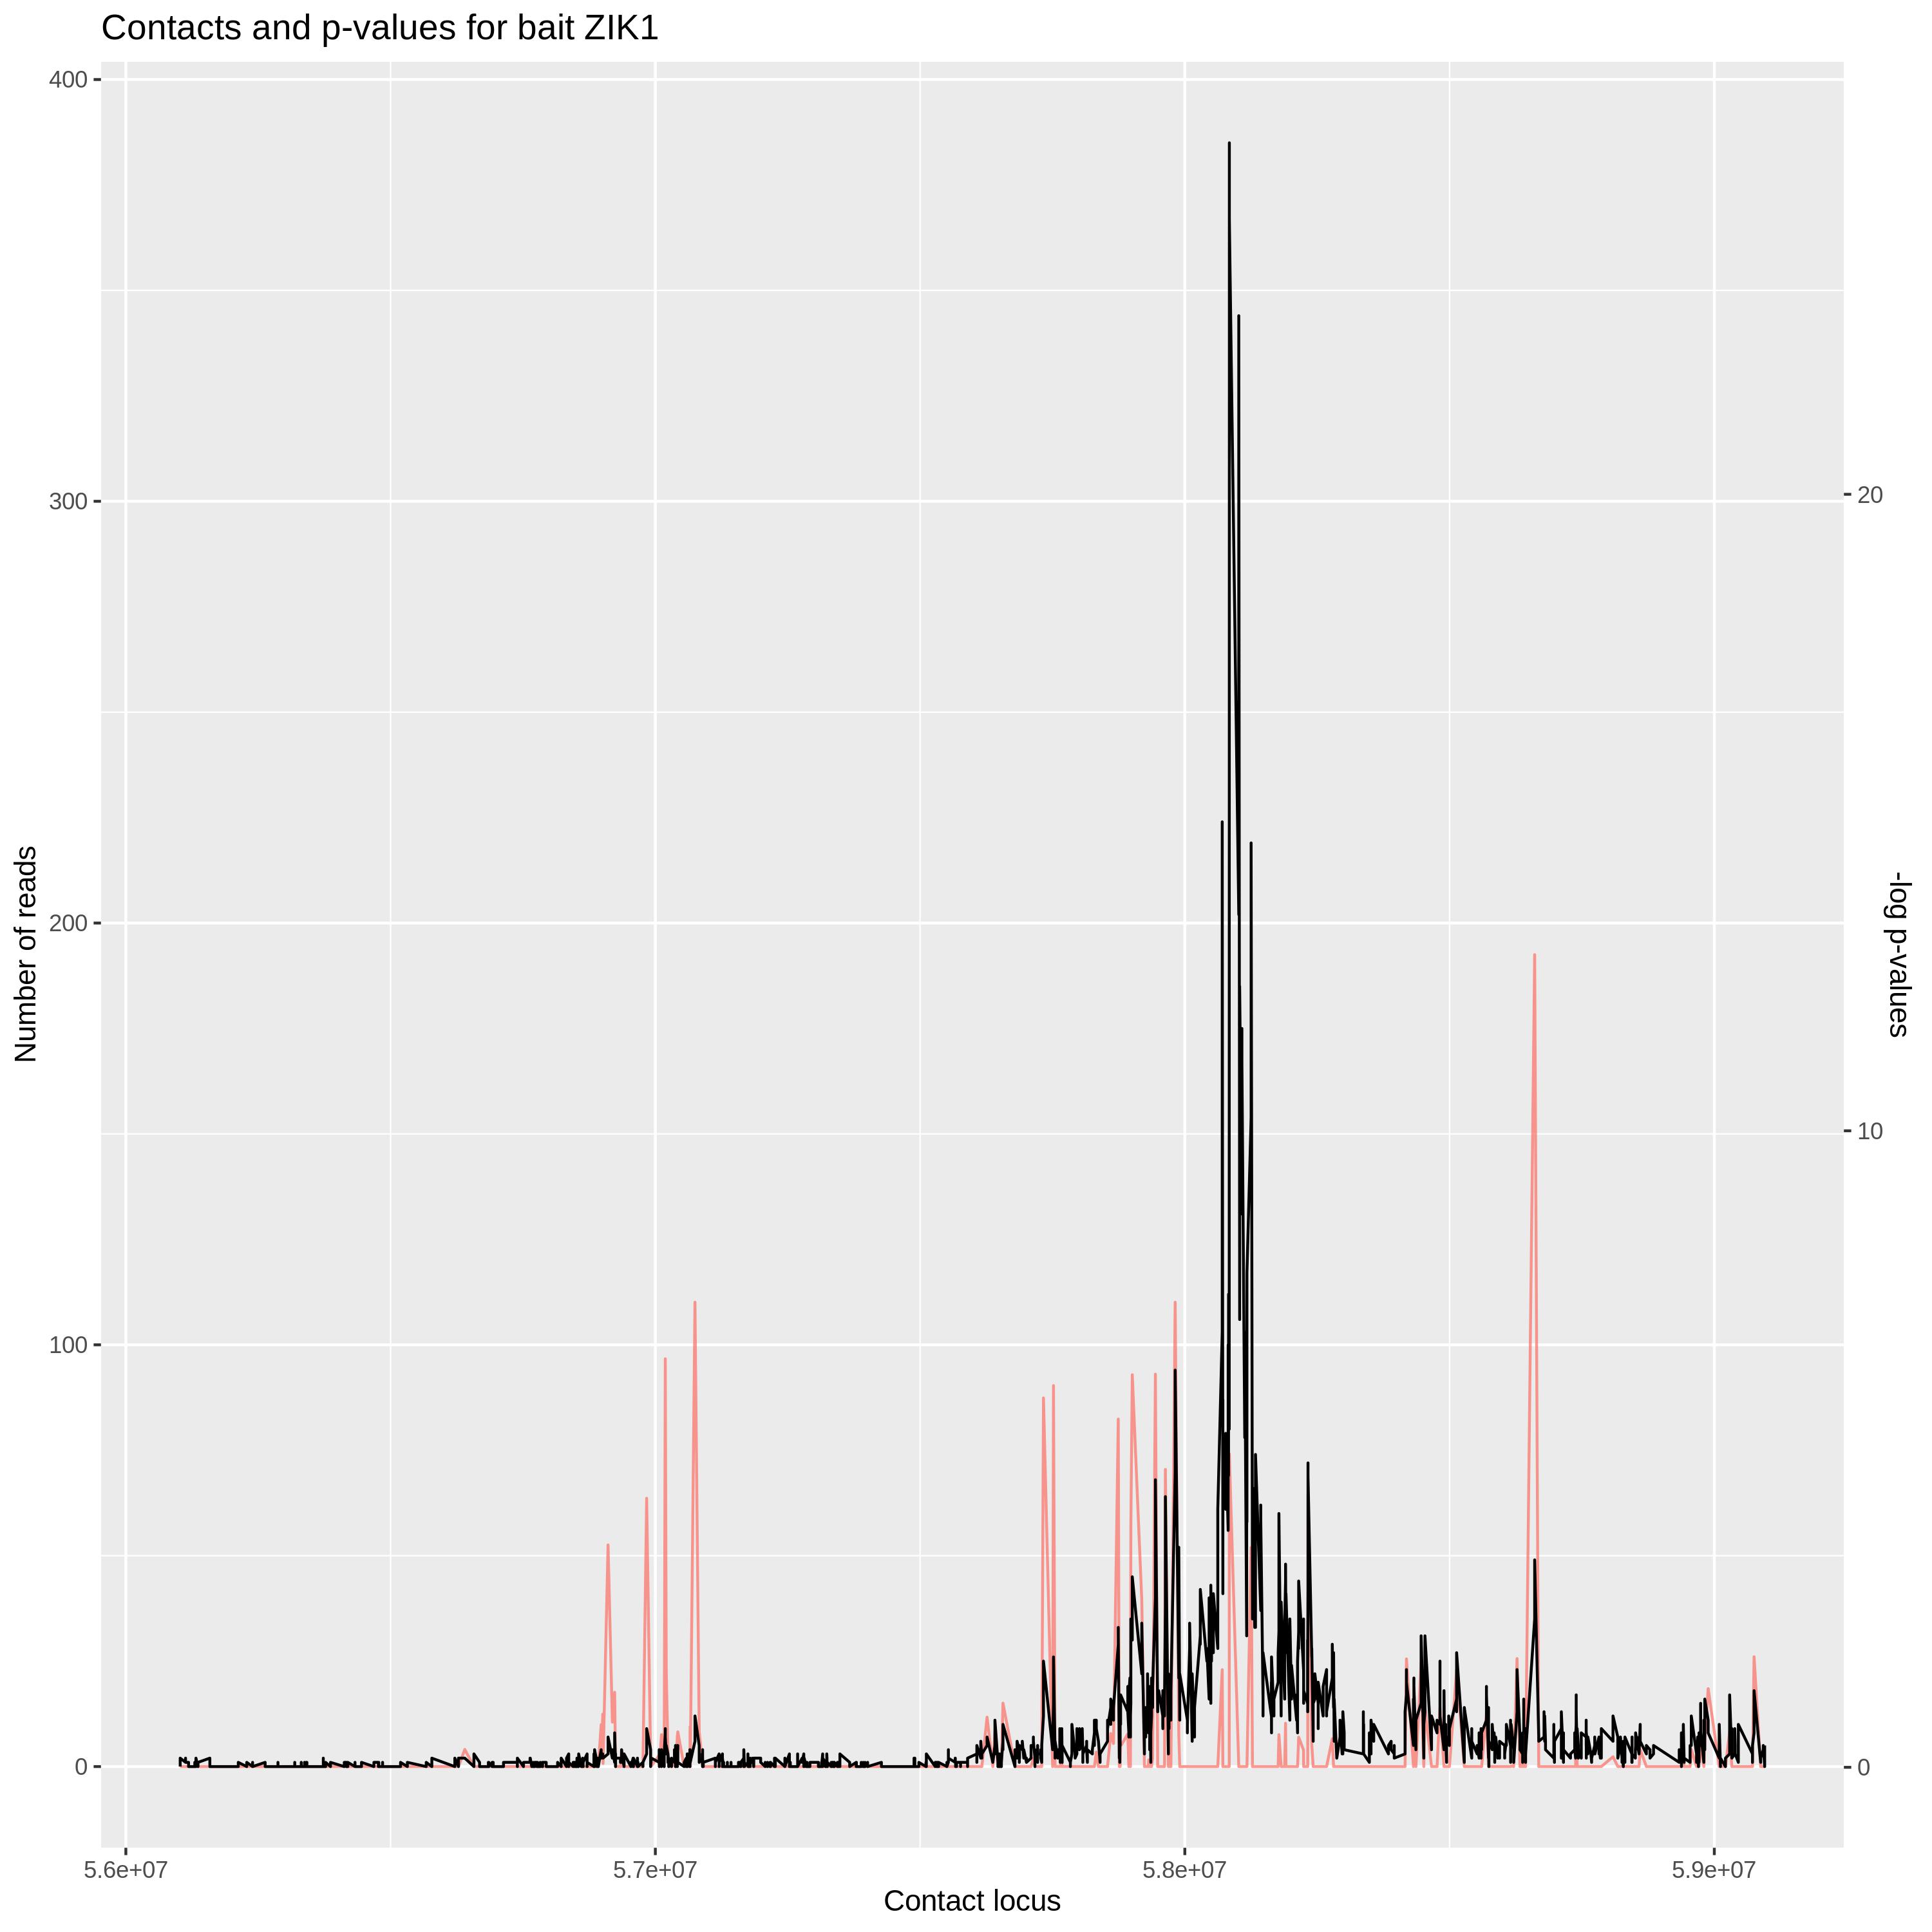 Contacts and p-values for bait ZIK1
400
300
200
100
0
20
10
0
Number of reads
-log p-values
5.6e+07
5.7e+07
5.8e+07
5.9e+07
Contact locus